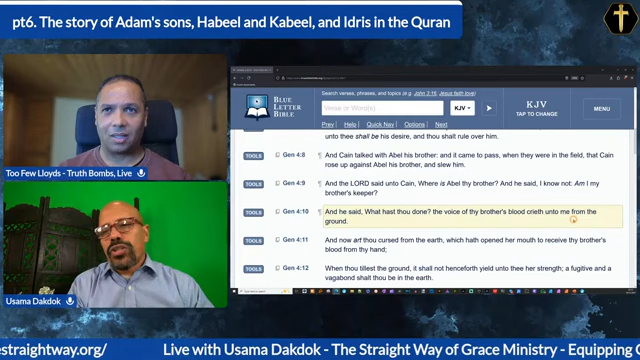 pt6. The story of Adam's sons, Habeel and Kabeel, and Idris in the Quran
Too Few Lloyds - Truth Bombs, Live
Usama Dakdok
BLUE
LETTER
BIBLE
Search verses, phrases, and topics (e.g. John 3:16, Jesus faith love)
Verse or Word(s)
KJV
KJV
TAP TO CHANGE
MENU
Prev | Help | Quick Nav | Options | Next
unto thee shall be his desire, and thou shalt rule over him.
TOOLS Gen 4:8 ¶ And Cain talked with Abel his brother: and it came to pass, when they were in the field, that Cain
rose up against Abel his brother, and slew him.
TOOLS Gen 4:9 ¶ And the LORD said unto Cain, Where is Abel thy brother? And he said, I know not: Am I my
brother's keeper?
TOOLS Gen 4:10 ¶ And he said, What hast thou done? the voice of thy brother's blood crieth unto me from the
ground.
TOOLS Gen 4:11 And now art thou cursed from the earth, which hath opened her mouth to receive thy brother's
blood from thy hand;
TOOLS Gen 4:12 When thou tillest the ground, it shall not henceforth yield unto thee her strength; a fugitive and a
vagabond shalt thou be in the earth.
estraightway.org/ Live with Usama Dakdok - The Straight Way of Grace Ministry - Equipping C